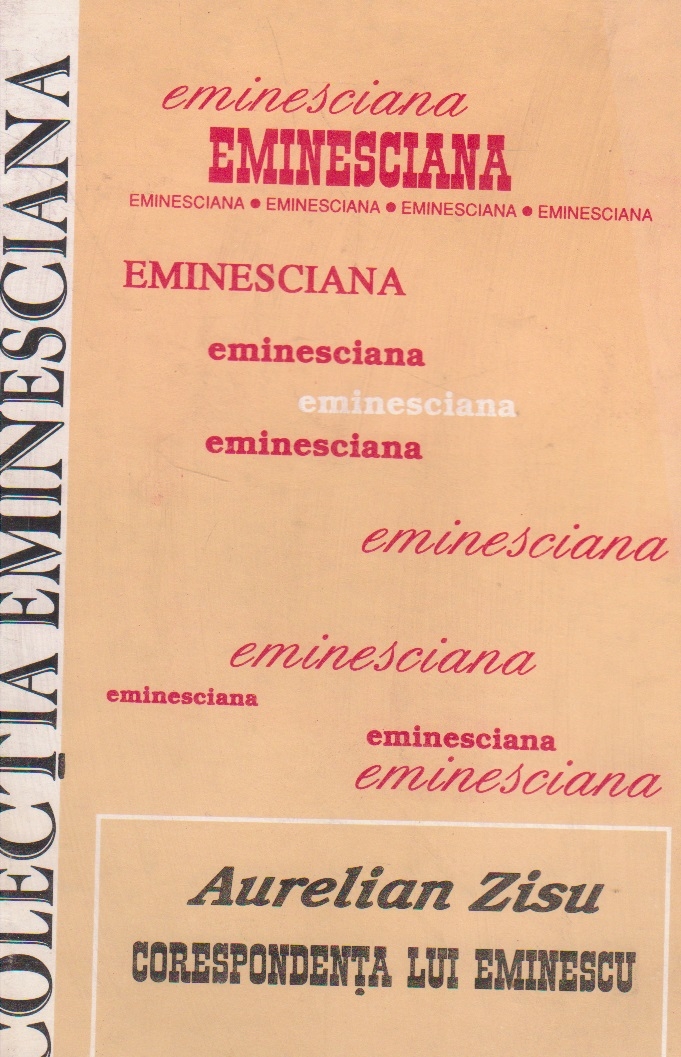 COLECȚIA EMINESCIANA
eminesciana
EMINESCIANA
EMINESCIANA • EMINESCIANA • EMINESCIANA • EMINESCIANA
EMINESCIANA
eminesciana
eminesciana
eminesciana
eminesciana
eminesciana
eminesciana
eminesciana
eminesciana
Aurelian Zisu
CORESPONDENȚA LUI EMINESCU